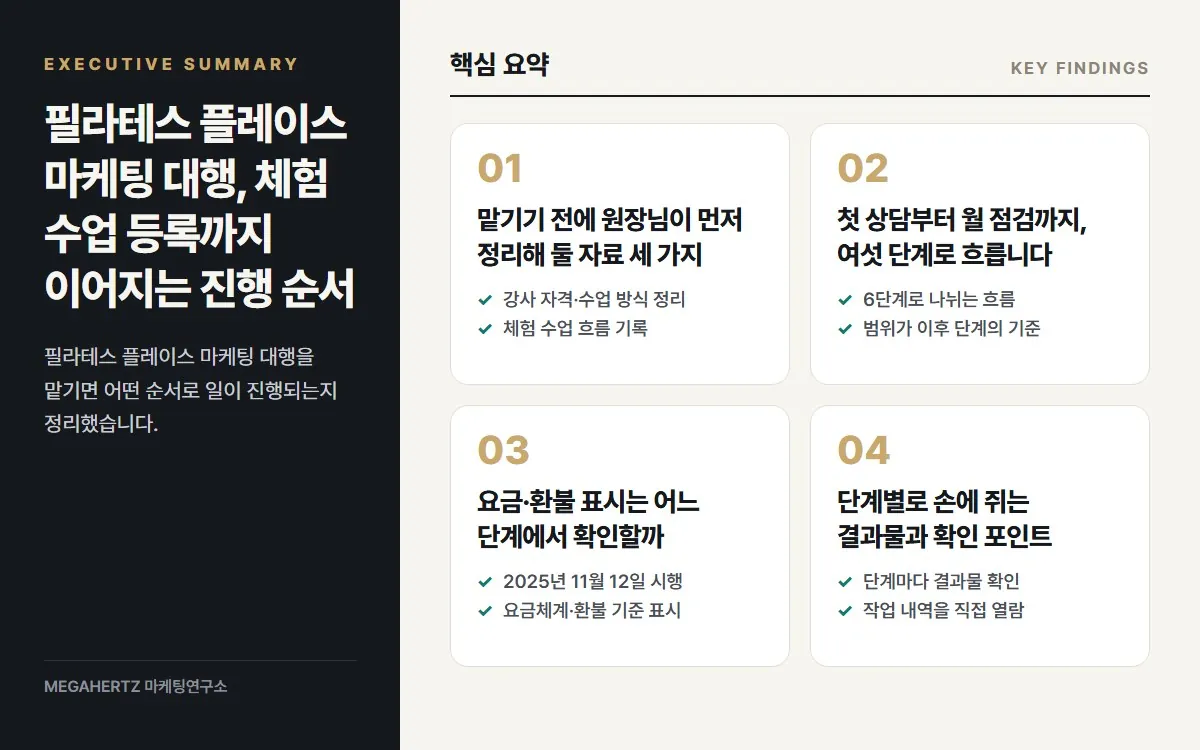 EXECUTIVE SUMMARY
필라테스 플레이스
마케팅 대행, 체험
수업 등록까지
이어지는 진행 순서
필라테스 플레이스 마케팅 대행을
맡기면 어떤 순서로 일이 진행되는지
정리했습니다.
MEGAHERTZ 마케팅연구소
핵심 요약
KEY FINDINGS
01
맡기기 전에 원장님이 먼저
정리해 둘 자료 세 가지
강사 자격·수업 방식 정리
체험 수업 흐름 기록
02
첫 상담부터 월 점검까지,
여섯 단계로 흐릅니다
6단계로 나뉘는 흐름
범위가 이후 단계의 기준
03
요금·환불 표시는 어느
단계에서 확인할까
2025년 11월 12일 시행
요금체계·환불 기준 표시
04
단계별로 손에 쥐는
결과물과 확인 포인트
단계마다 결과물 확인
작업 내역을 직접 열람